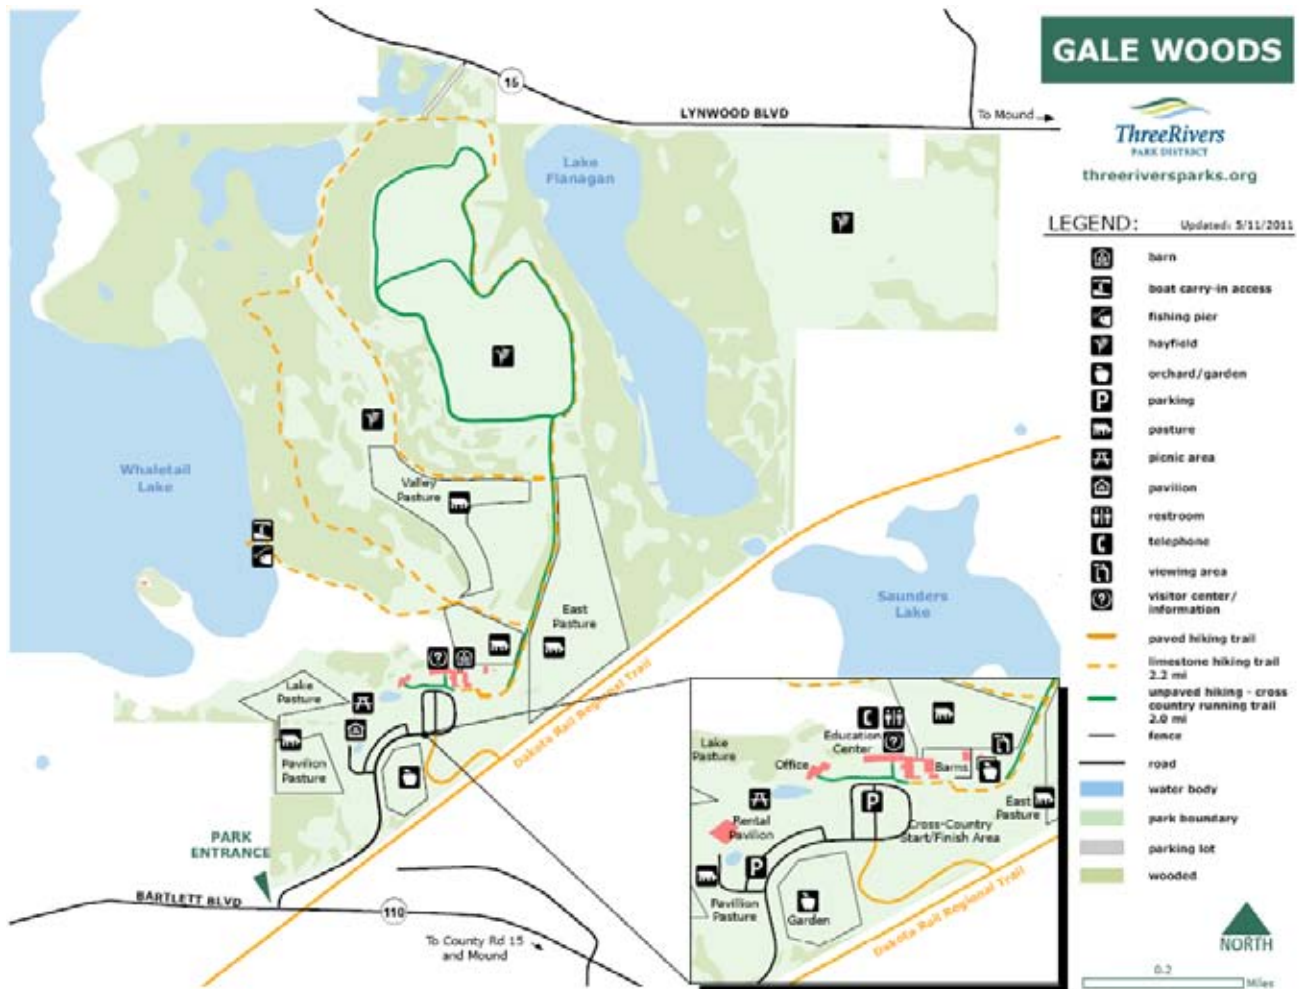 GALE WOODS
ThreeRivers
PARK DISTRICT
threeriversparks.org
LEGEND:
Updated: 5/11/2011
barn
boat carry-in access
fishing pier
hayfield
orchard/garden
parking
pasture
picnic area
pavilion
restroom
telephone
viewing area
visitor center/
information
paved hiking trail
limestone hiking trail
2.2 mi
unpaved hiking - cross
country running trail
2.0 mi
fence
road
water body
park boundary
parking lot
wooded
NORTH
0.2
Miles
LYNWOOD BLVD
To Mound
Lake
Flanagan
Whaletail
Lake
Valley
Pasture
East
Pasture
Saunders
Lake
Lake
Pasture
Pavilion
Pasture
Dakota Rail Regional Trail
PARK
ENTRANCE
BARTLETT BLVD
110
To County Rd 15
and Mound
Education
Center
Lake
Pasture
Office
Barns
P
East
Pasture
Rental
Pavilion
Cross-Country
Start/Finish Area
P
Pavillion
Pasture
Garden
Dakota Rail Regional Trail